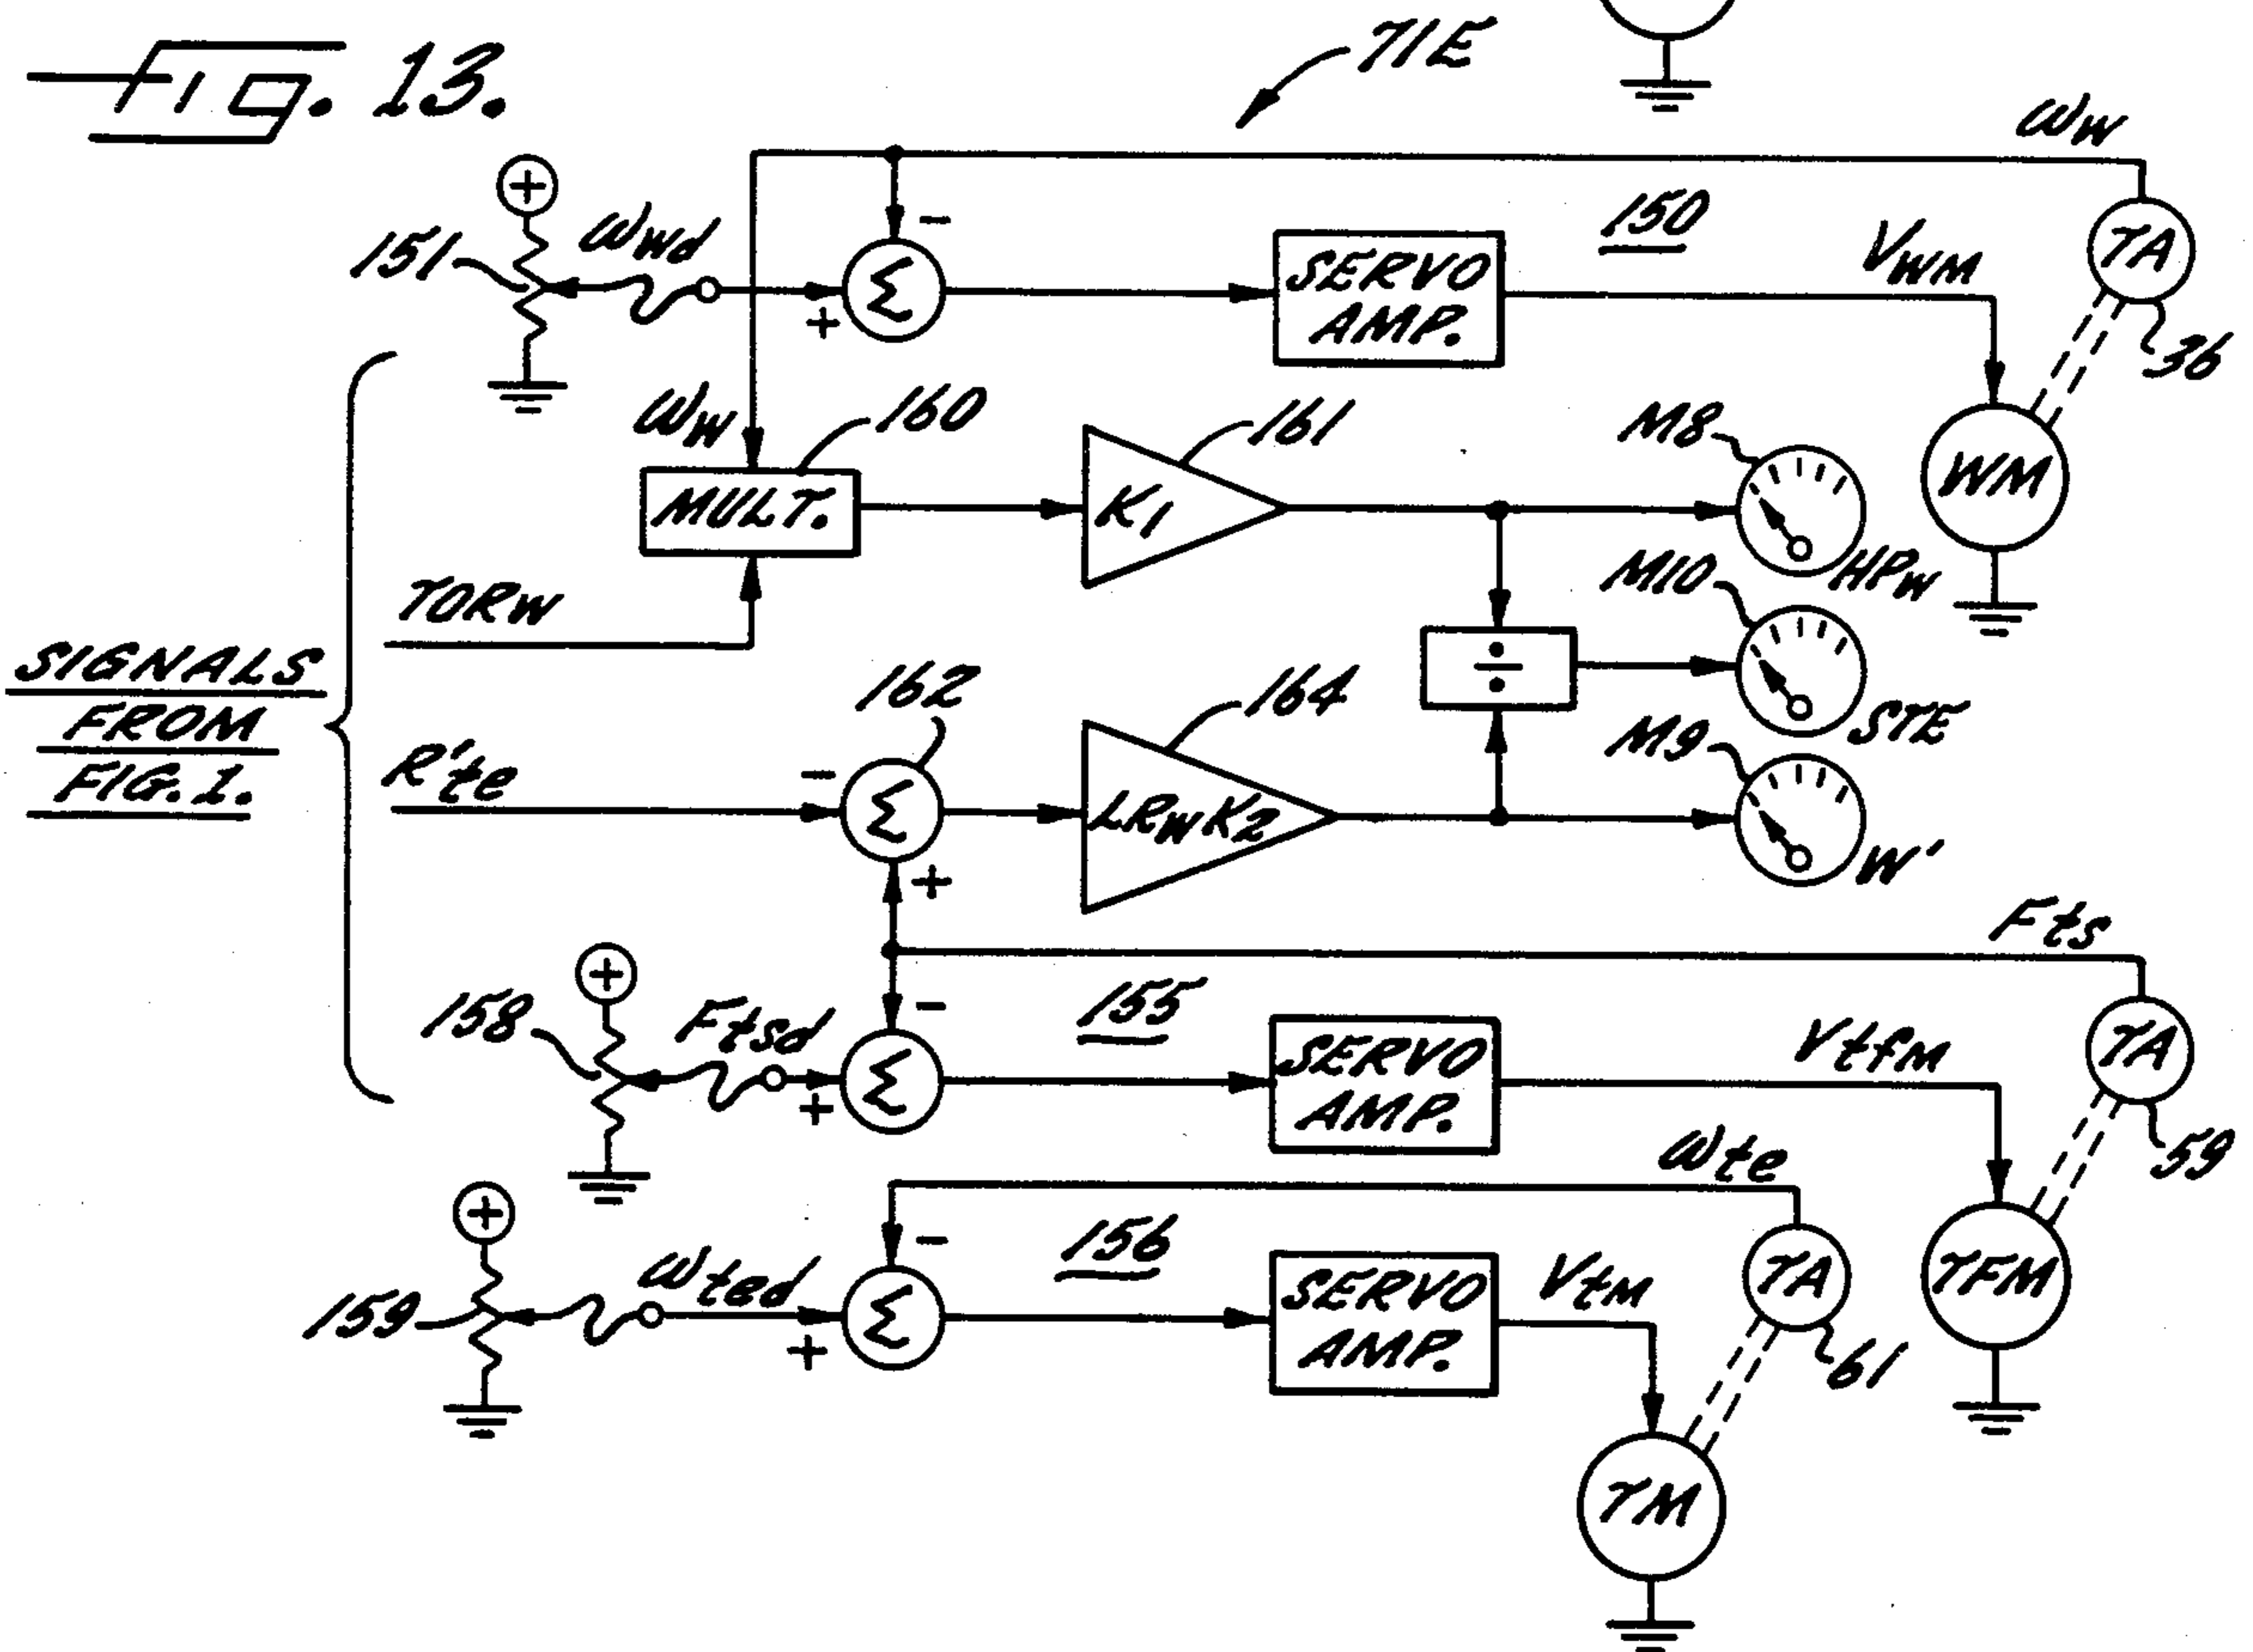 Fig. 13.
71E
ωw
+
151
ωwd
-
+
Σ
SERVO
AMP.
150
VWM
TA
36
ωw
160
161
M8
MULT.
K1
HPw
WM
TORW
M10
÷
STE
SIGNALS
FROM
FIG. 1.
162
164
M9
R'te
-
Σ
+
LRwK2
W'
Fts
+
158
Ftsd
-
+
Σ
155
SERVO
AMP.
Vtfm
TA
59
ωte
+
159
ωted
-
+
Σ
156
SERVO
AMP.
VtM
TA
61
TFM
TM